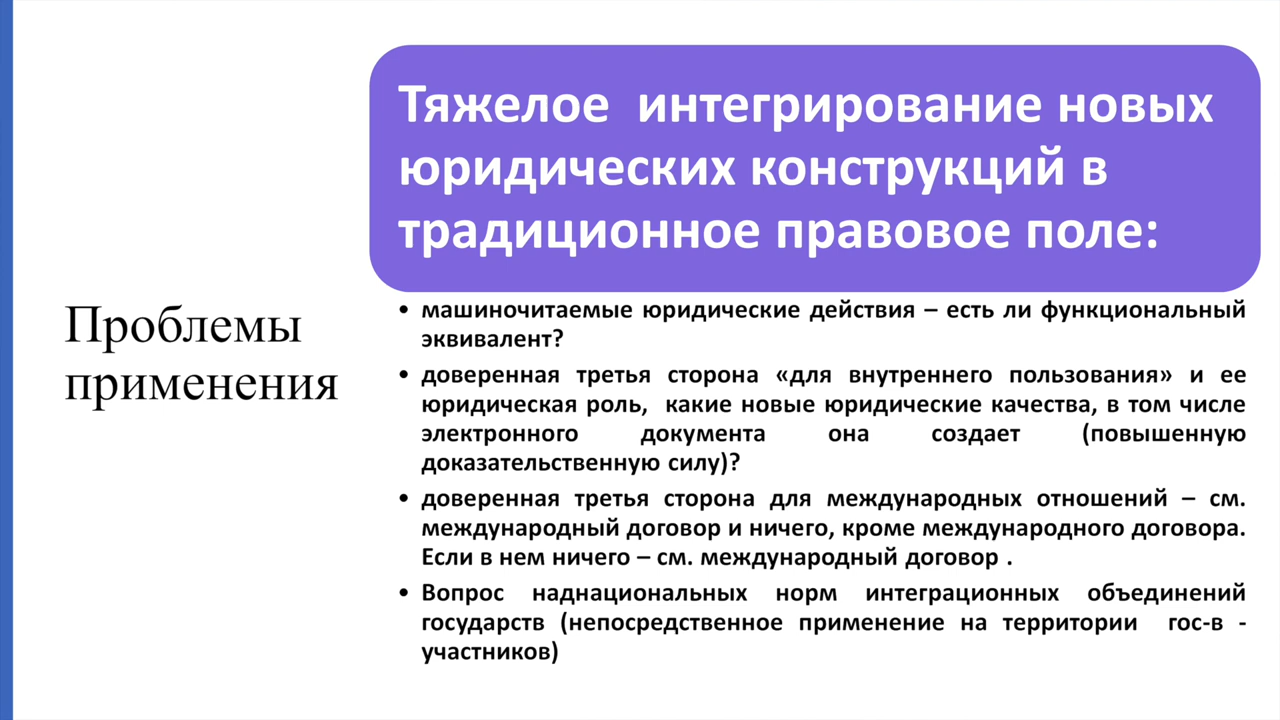 Проблемы
применения
Тяжелое интегрирование новых
юридических конструкций в
традиционное правовое поле:
• машиночитаемые юридические действия – есть ли функциональный
эквивалент?
• доверенная третья сторона «для внутреннего пользования» и ее
юридическая роль, какие новые юридические качества, в том числе
электронного документа она создает (повышенную
доказательственную силу)?
• доверенная третья сторона для международных отношений – см.
международный договор и ничего, кроме международного договора.
Если в нем ничего – см. международный договор .
• Вопрос наднациональных норм интеграционных объединений
государств (непосредственное применение на территории гос-в -
участников)